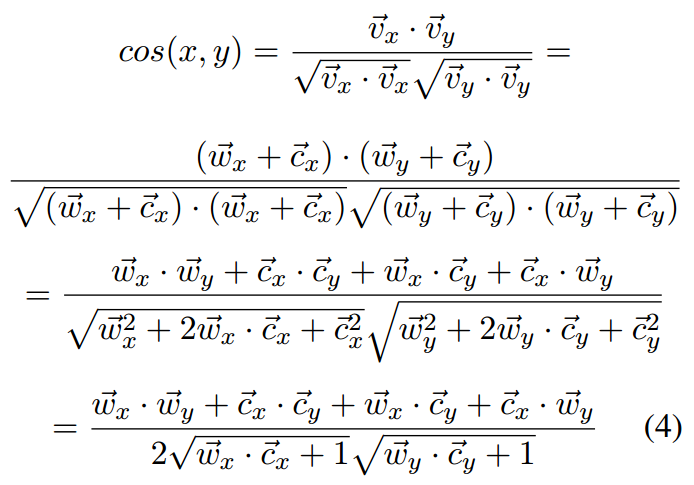 cos(x, y) = \frac{\vec{v}_x \cdot \vec{v}_y}{\sqrt{\vec{v}_x \cdot \vec{v}_x}\sqrt{\vec{v}_y \cdot \vec{v}_y}} =
\frac{(\vec{w}_x + \vec{c}_x) \cdot (\vec{w}_y + \vec{c}_y)}{\sqrt{(\vec{w}_x + \vec{c}_x) \cdot (\vec{w}_x + \vec{c}_x)}\sqrt{(\vec{w}_y + \vec{c}_y) \cdot (\vec{w}_y + \vec{c}_y)}}
= \frac{\vec{w}_x \cdot \vec{w}_y + \vec{c}_x \cdot \vec{c}_y + \vec{w}_x \cdot \vec{c}_y + \vec{c}_x \cdot \vec{w}_y}{\sqrt{\vec{w}_x^2 + 2\vec{w}_x \cdot \vec{c}_x + \vec{c}_x^2}\sqrt{\vec{w}_y^2 + 2\vec{w}_y \cdot \vec{c}_y + \vec{c}_y^2}}
= \frac{\vec{w}_x \cdot \vec{w}_y + \vec{c}_x \cdot \vec{c}_y + \vec{w}_x \cdot \vec{c}_y + \vec{c}_x \cdot \vec{w}_y}{2\sqrt{\vec{w}_x \cdot \vec{c}_x + 1}\sqrt{\vec{w}_y \cdot \vec{c}_y + 1}} (4)